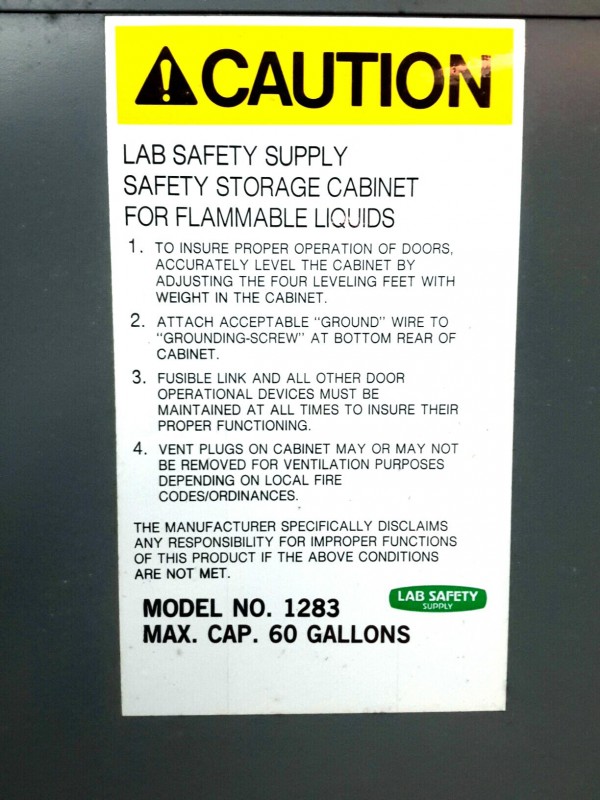 CAUTION
LAB SAFETY SUPPLY
SAFETY STORAGE CABINET
FOR FLAMMABLE LIQUIDS
1. TO INSURE PROPER OPERATION OF DOORS,
ACCURATELY LEVEL THE CABINET BY
ADJUSTING THE FOUR LEVELING FEET WITH
WEIGHT IN THE CABINET.
2. ATTACH ACCEPTABLE "GROUND" WIRE TO
"GROUNDING-SCREW" AT BOTTOM REAR OF
CABINET.
3. FUSIBLE LINK AND ALL OTHER DOOR
OPERATIONAL DEVICES MUST BE
MAINTAINED AT ALL TIMES TO INSURE THEIR
PROPER FUNCTIONING.
4. VENT PLUGS ON CABINET MAY OR MAY NOT
BE REMOVED FOR VENTILATION PURPOSES
DEPENDING ON LOCAL FIRE
CODES/ORDINANCES.
THE MANUFACTURER SPECIFICALLY DISCLAIMS
ANY RESPONSIBILITY FOR IMPROPER FUNCTIONS
OF THIS PRODUCT IF THE ABOVE CONDITIONS
ARE NOT MET.
LAB SAFETY
SUPPLY
MODEL NO. 1283
MAX. CAP. 60 GALLONS